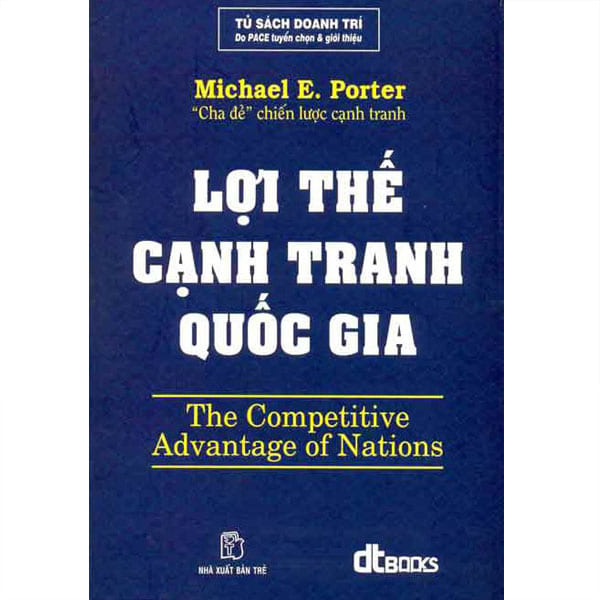 TỦ SÁCH DOANH TRÍ
Do PACE tuyển chọn & giới thiệu
Michael E. Porter
“Cha đẻ” chiến lược cạnh tranh
LỢI THẾ
CẠNH TRANH
QUỐC GIA
The Competitive
Advantage of Nations
NHÀ XUẤT BẢN TRẺ
dtBOOKS